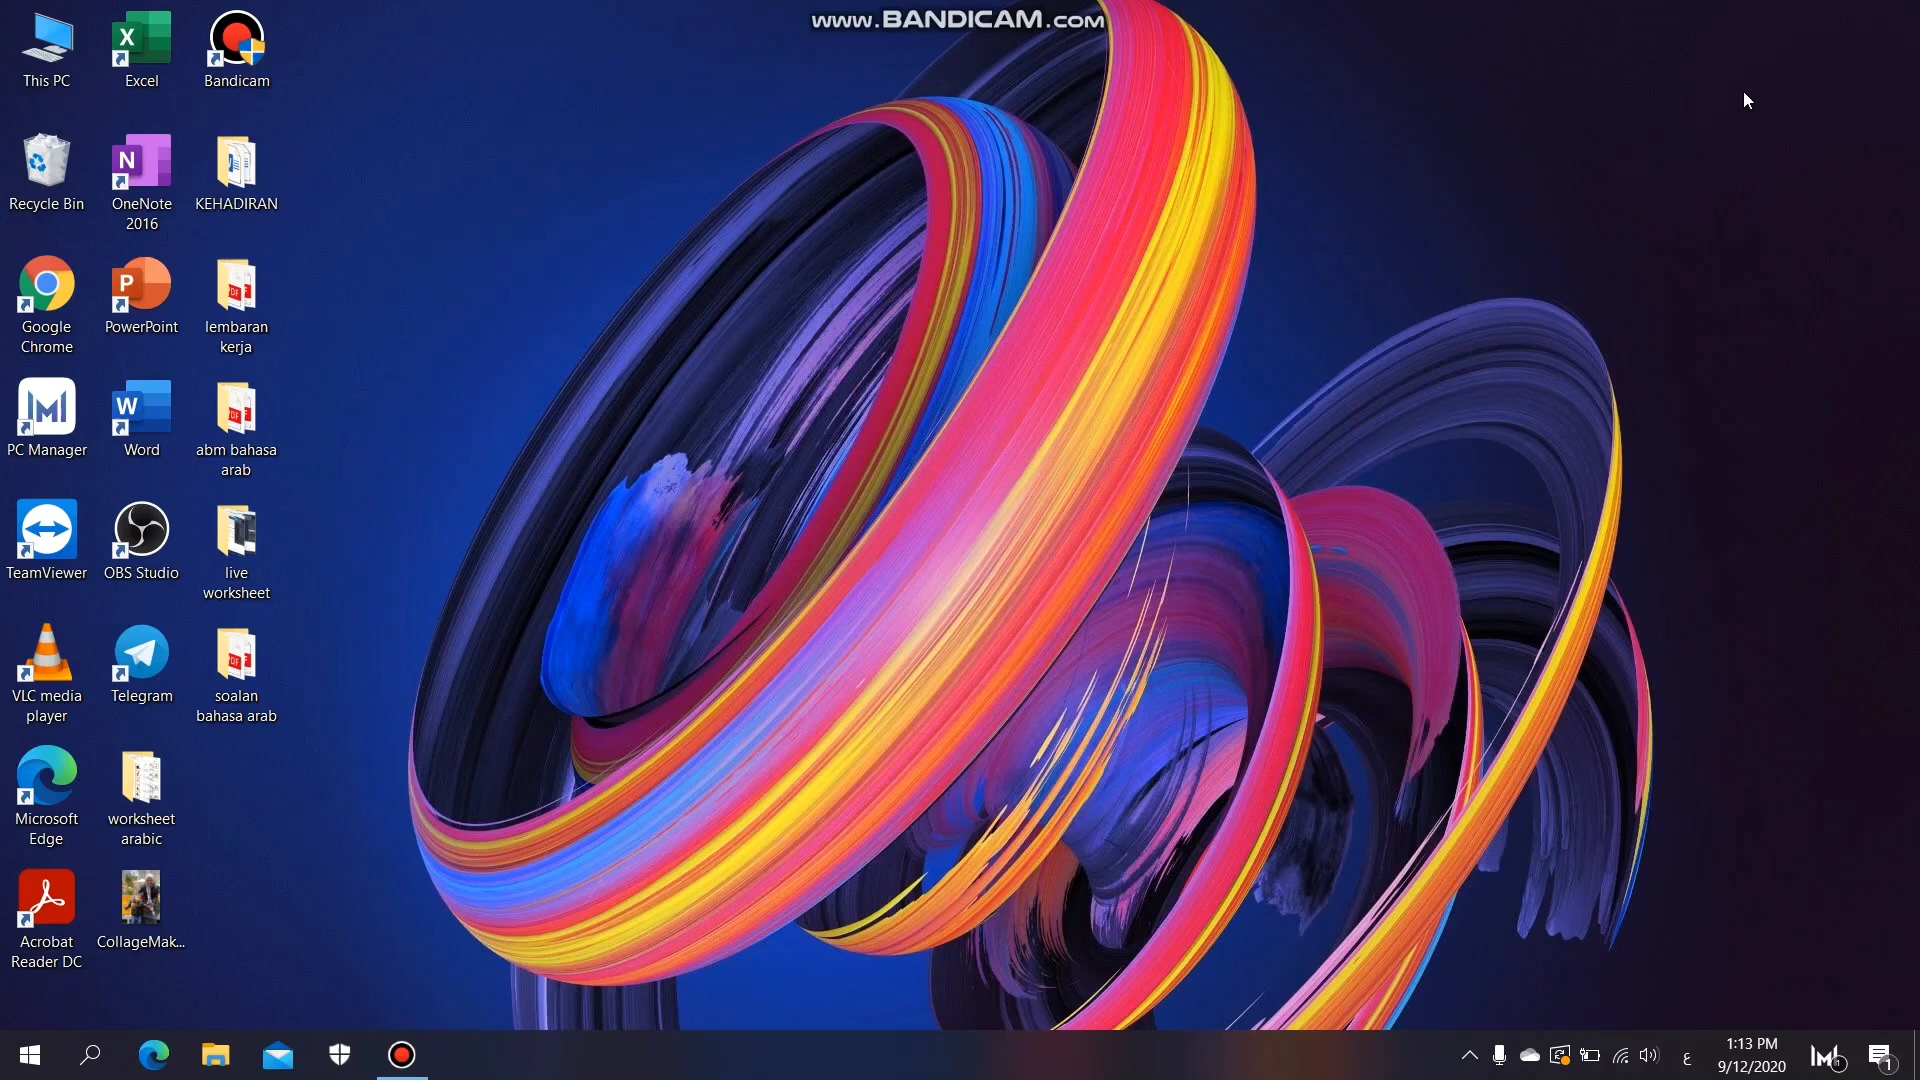 www.BANDICAM.com
This PC
Excel
Bandicam
Recycle Bin
OneNote
2016
KEHADIRAN
Google
Chrome
PowerPoint
lembaran
kerja
PC Manager
Word
abm bahasa
arab
TeamViewer
OBS Studio
live
worksheet
VLC media
player
Telegram
soalan
bahasa arab
Microsoft
Edge
worksheet
arabic
Acrobat
Reader DC
CollageMak...
ع
1:13 PM
9/12/2020
1